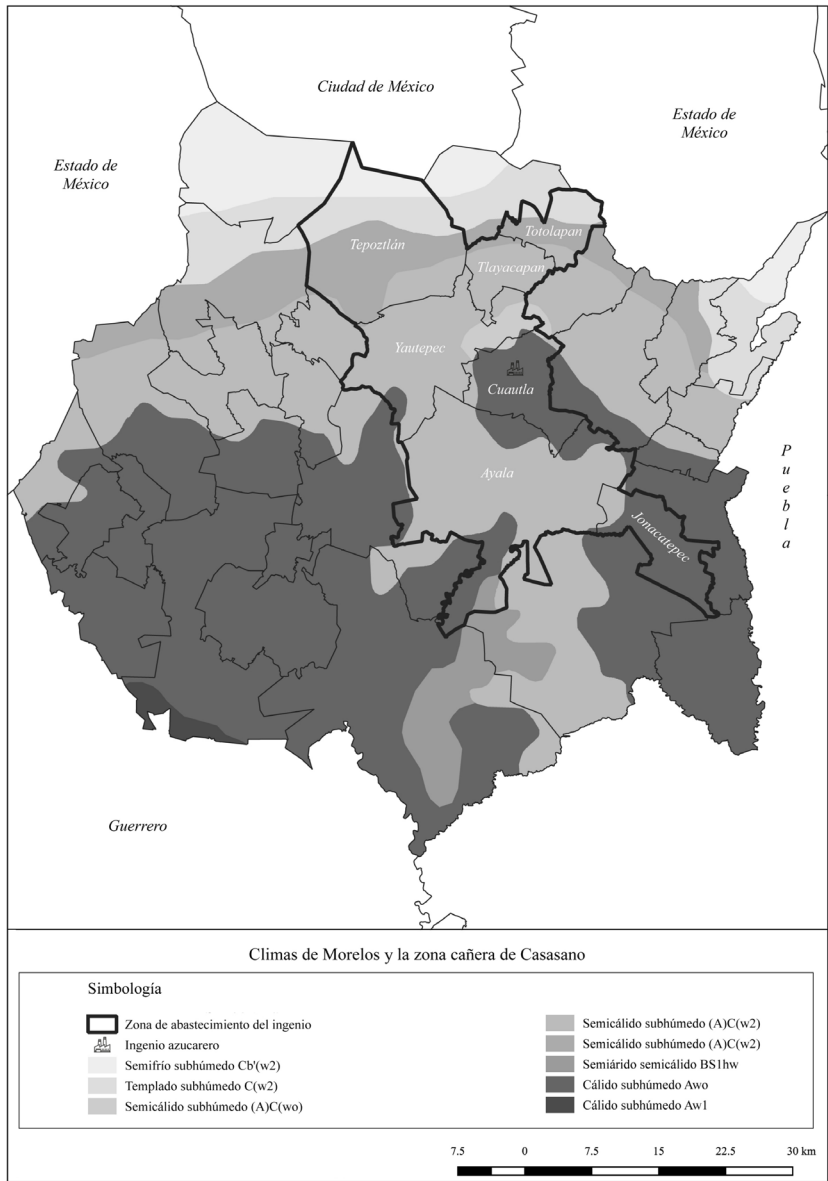 Ciudad de México
Estado de
México
Estado de
México
Tepoztlán
Totolapan
Tlayacapan
Yautepec
Cuautla
Ayala
Jonacatepec
Puebla
Guerrero
Climas de Morelos y la zona cañera de Casasano
Simbología
Zona de abastecimiento del ingenio
Ingenio azucarero
Semifrío subhúmedo Cb'(w2)
Templado subhúmedo C(w2)
Semicálido subhúmedo (A)C(wo)
Semicálido subhúmedo (A)C(w2)
Semicálido subhúmedo (A)C(w2)
Semiárido semicálido BS1hw
Cálido subhúmedo Awo
Cálido subhúmedo Aw1
7.5 0 7.5 15 22.5 30 km